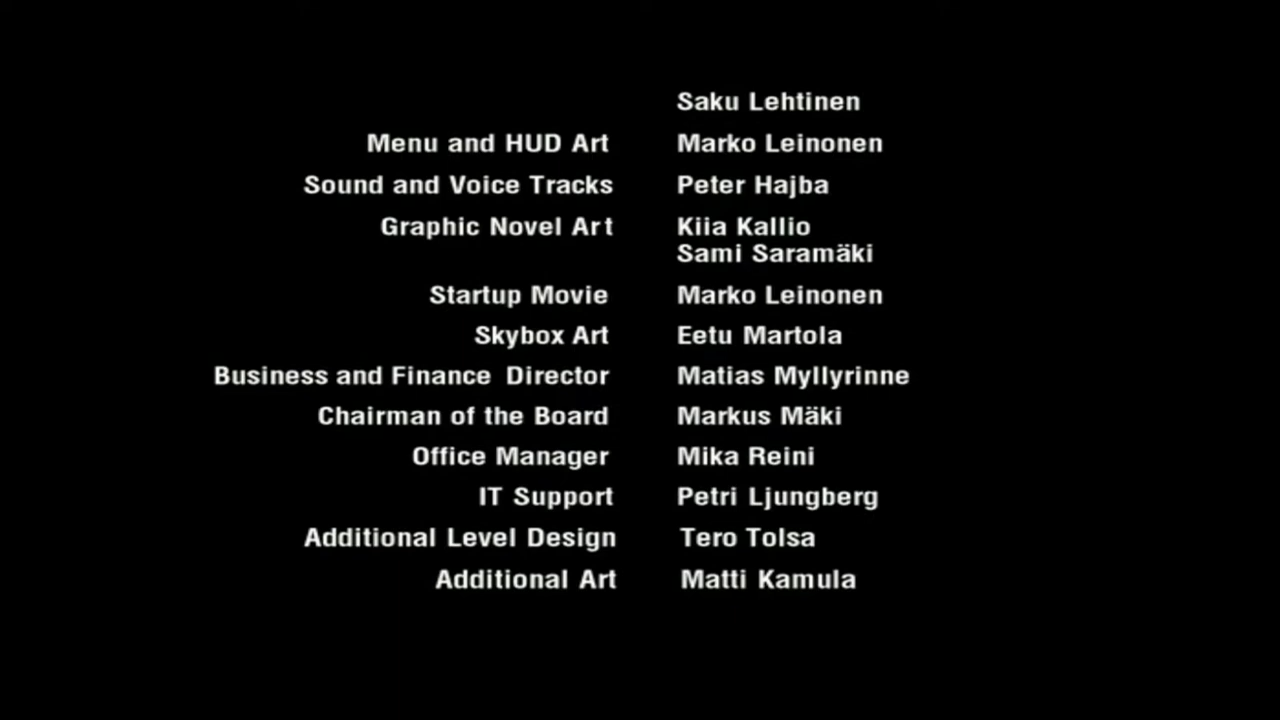 Saku Lehtinen
Menu and HUD Art Marko Leinonen
Sound and Voice Tracks Peter Hajba
Graphic Novel Art Kiia Kallio
Sami Saramäki
Startup Movie Marko Leinonen
Skybox Art Eetu Martola
Business and Finance Director Matias Myllyrinne
Chairman of the Board Markus Mäki
Office Manager Mika Reini
IT Support Petri Ljungberg
Additional Level Design Tero Tolsa
Additional Art Matti Kamula